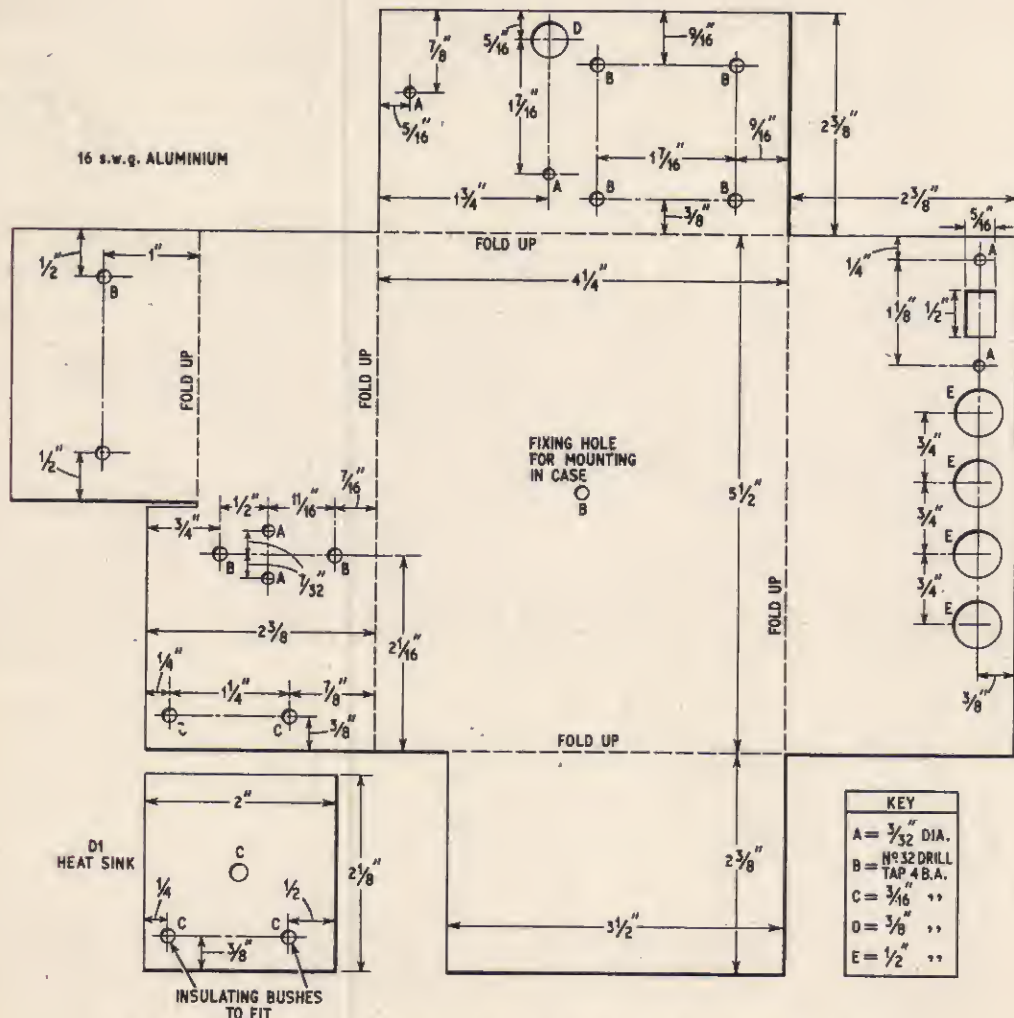 16 s.w.g. ALUMINIUM
7/8"
5/16"
D
9/16"
B
B
A
5/16"
1 7/16"
9/16"
2 3/8"
1 7/16"
A
B
B
1 3/4"
3/8"
2 3/8"
FOLD UP
5/16"
1/2"
1"
B
4 1/4"
1/4"
A
1 1/8"
1/2"
A
FOLD UP
FOLD UP
E
3/4"
FIXING HOLE
FOR MOUNTING
IN CASE
B
5 1/2"
E
1/2"
3/4"
1/2"
11/16"
7/16"
A
B
B
A
7/32"
3/4"
E
3/4"
FOLD UP
E
2 3/8
2 1/16"
1/4"
1 1/4"
7/8"
C
C
3/8"
3/8"
FOLD UP
D1
HEAT SINK
2"
C
2 1/8"
1/4
1/2"
C
C
3/8"
INSULATING BUSHES
TO FIT
2 3/8"
3 1/2"
KEY
A = 3/32" DIA.
B = Nº 32 DRILL
TAP 4 B.A.
C = 3/16" ,,
D = 3/8" ,,
E = 1/2" ,,